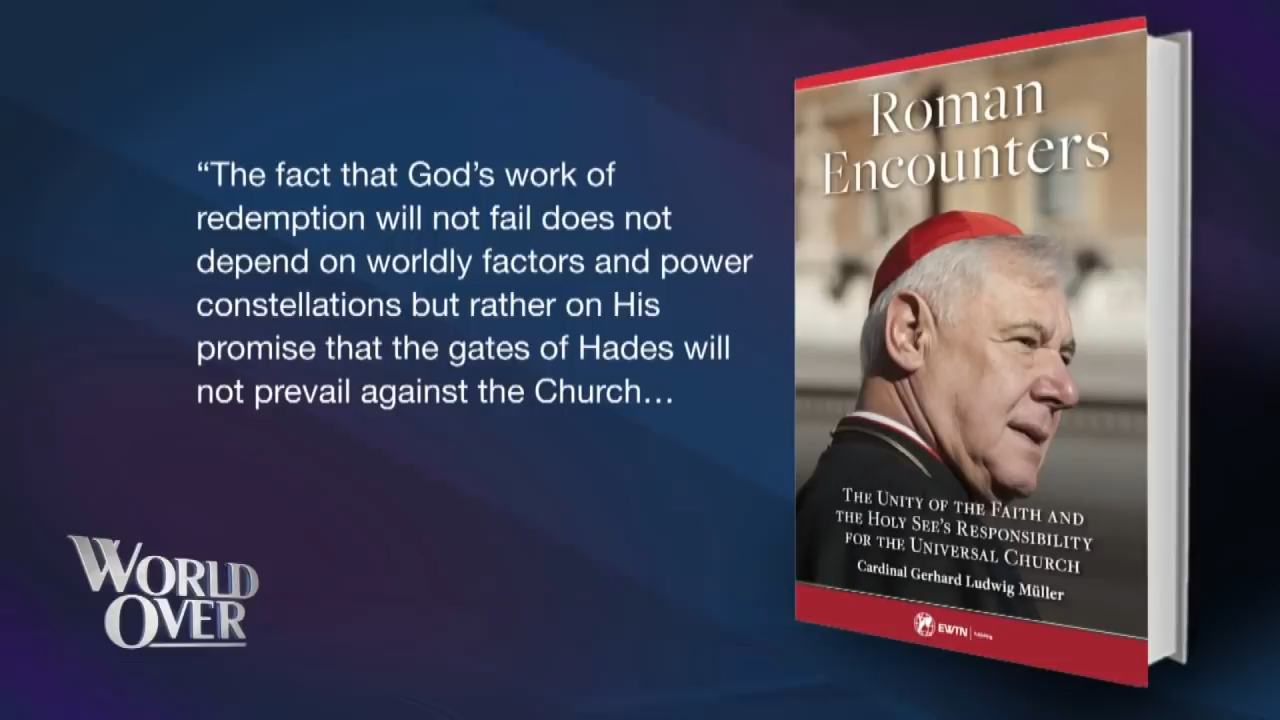 “The fact that God’s work of
redemption will not fail does not
depend on worldly factors and power
constellations but rather on His
promise that the gates of Hades will
not prevail against the Church…
WORLD
OVER
Roman
Encounters
THE UNITY OF THE FAITH AND
THE HOLY SEE’S RESPONSIBILITY
FOR THE UNIVERSAL CHURCH
Cardinal Gerhard Ludwig Müller
EWTN